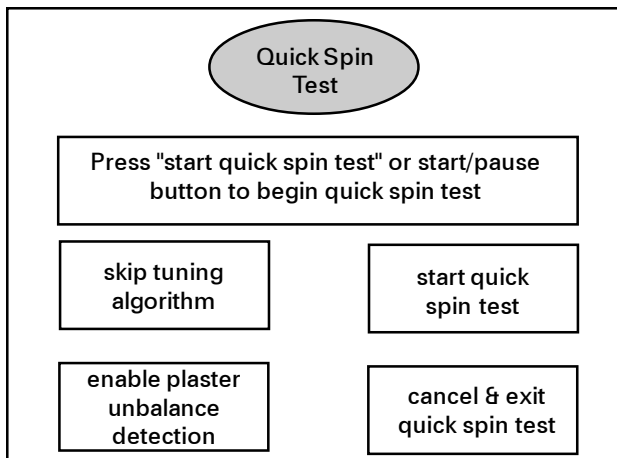 Quick Spin
Test
Press "start quick spin test" or start/pause
button to begin quick spin test
skip tuning
algorithm
start quick
spin test
enable plaster
unbalance
detection
cancel & exit
quick spin test